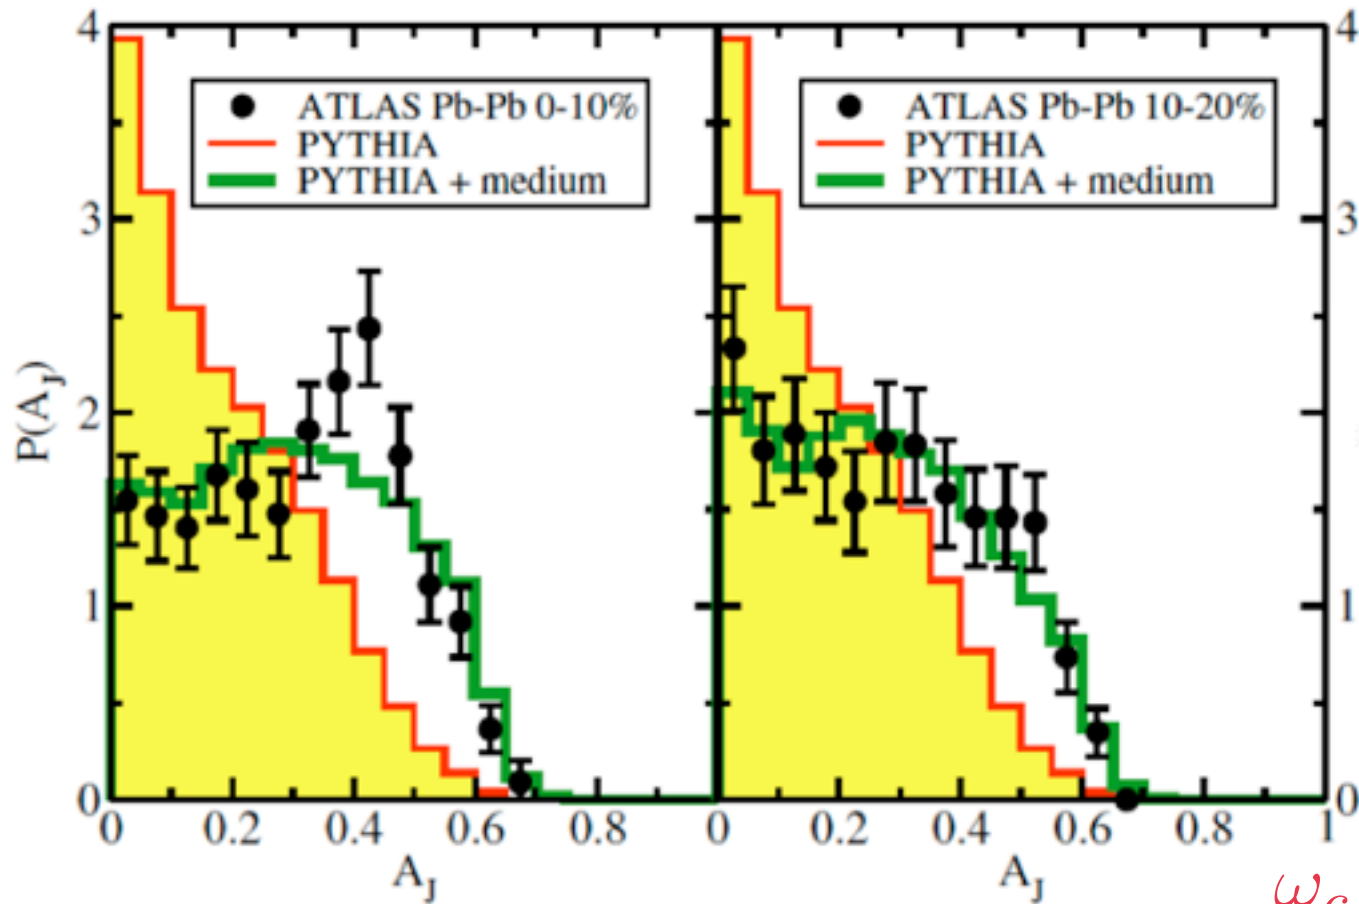 4
3
2
1
0
P(A_J)
ATLAS Pb-Pb 0-10%
PYTHIA
PYTHIA + medium
0 0.2 0.4 0.6 0.8
A_J
ATLAS Pb-Pb 10-20%
PYTHIA
PYTHIA + medium
0 0.2 0.4 0.6 0.8 1
A_J
4
3
1
0